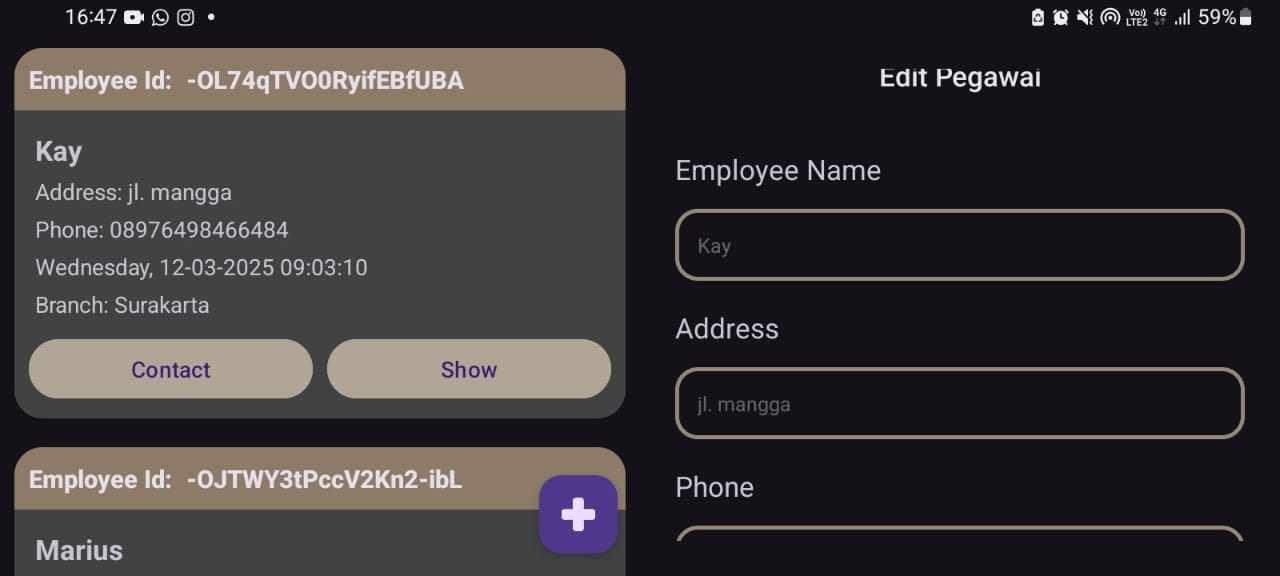 16:47
Vo))
LTE2
4G
59%
Employee Id: -OL74qTVO0RyifEBfUBA
Kay
Address: jl. mangga
Phone: 08976498466484
Wednesday, 12-03-2025 09:03:10
Branch: Surakarta
Contact
Show
Employee Id: -OJTWY3tPccV2Kn2-ibL
Marius
Edit Pegawai
Employee Name
Kay
Address
jl. mangga
Phone